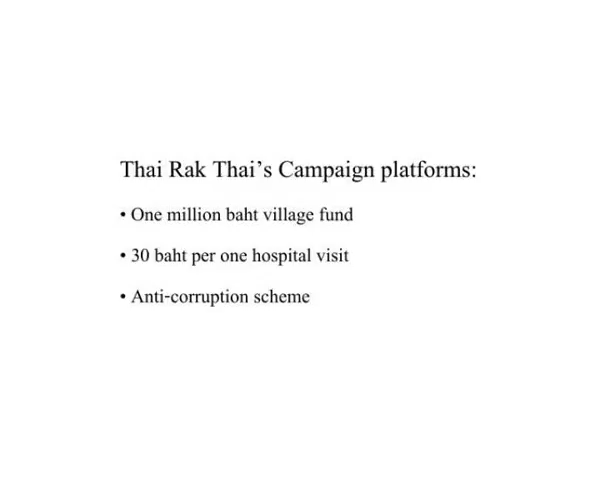 Thai Rak Thai’s Campaign platforms:
• One million baht village fund
• 30 baht per one hospital visit
• Anti-corruption scheme